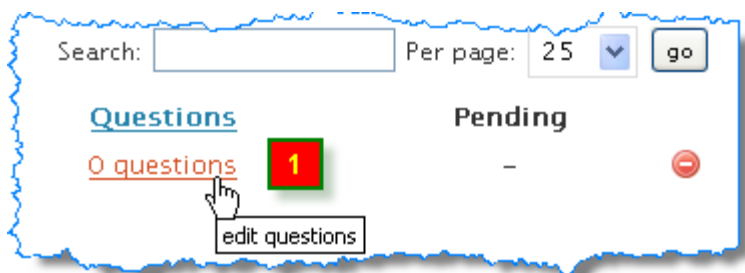 Search: Per page: 25 go
Questions Pending
0 questions 1 –
edit questions